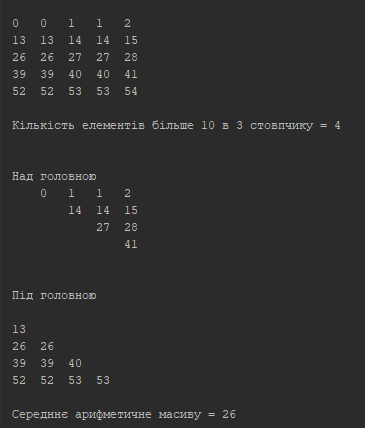 0 0 1 1 2
13 13 14 14 15
26 26 27 27 28
39 39 40 40 41
52 52 53 53 54
Кількість елементів більше 10 в 3 стовпчику = 4
Над головною
0 1 1 2
14 14 15
27 28
41
Під головною
13
26 26
39 39 40
52 52 53 53
Середннє арифметичне масиву = 26